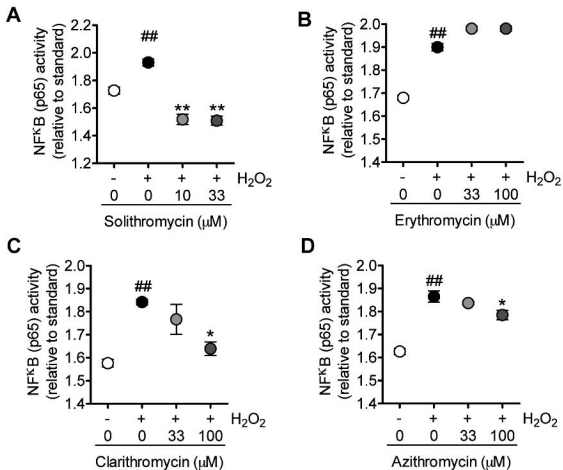 A
NFκB (p65) activity
(relative to standard)
2.2
2.0
1.8
1.6
1.4
1.2
##
**
**
- + + + H2O2
0 0 10 33
Solithromycin (μM)
B
NFκB (p65) activity
(relative to standard)
2.0
1.9
1.8
1.7
1.6
1.5
1.4
##
- + + + H2O2
0 0 33 100
Erythromycin (μM)
C
NFκB (p65) activity
(relative to standard)
2.0
1.9
1.8
1.7
1.6
1.5
1.4
##
*
- + + + H2O2
0 0 33 100
Clarithromycin (μM)
D
NFκB (p65) activity
(relative to standard)
2.0
1.9
1.8
1.7
1.6
1.5
1.4
##
*
- + + + H2O2
0 0 33 100
Azithromycin (μM)